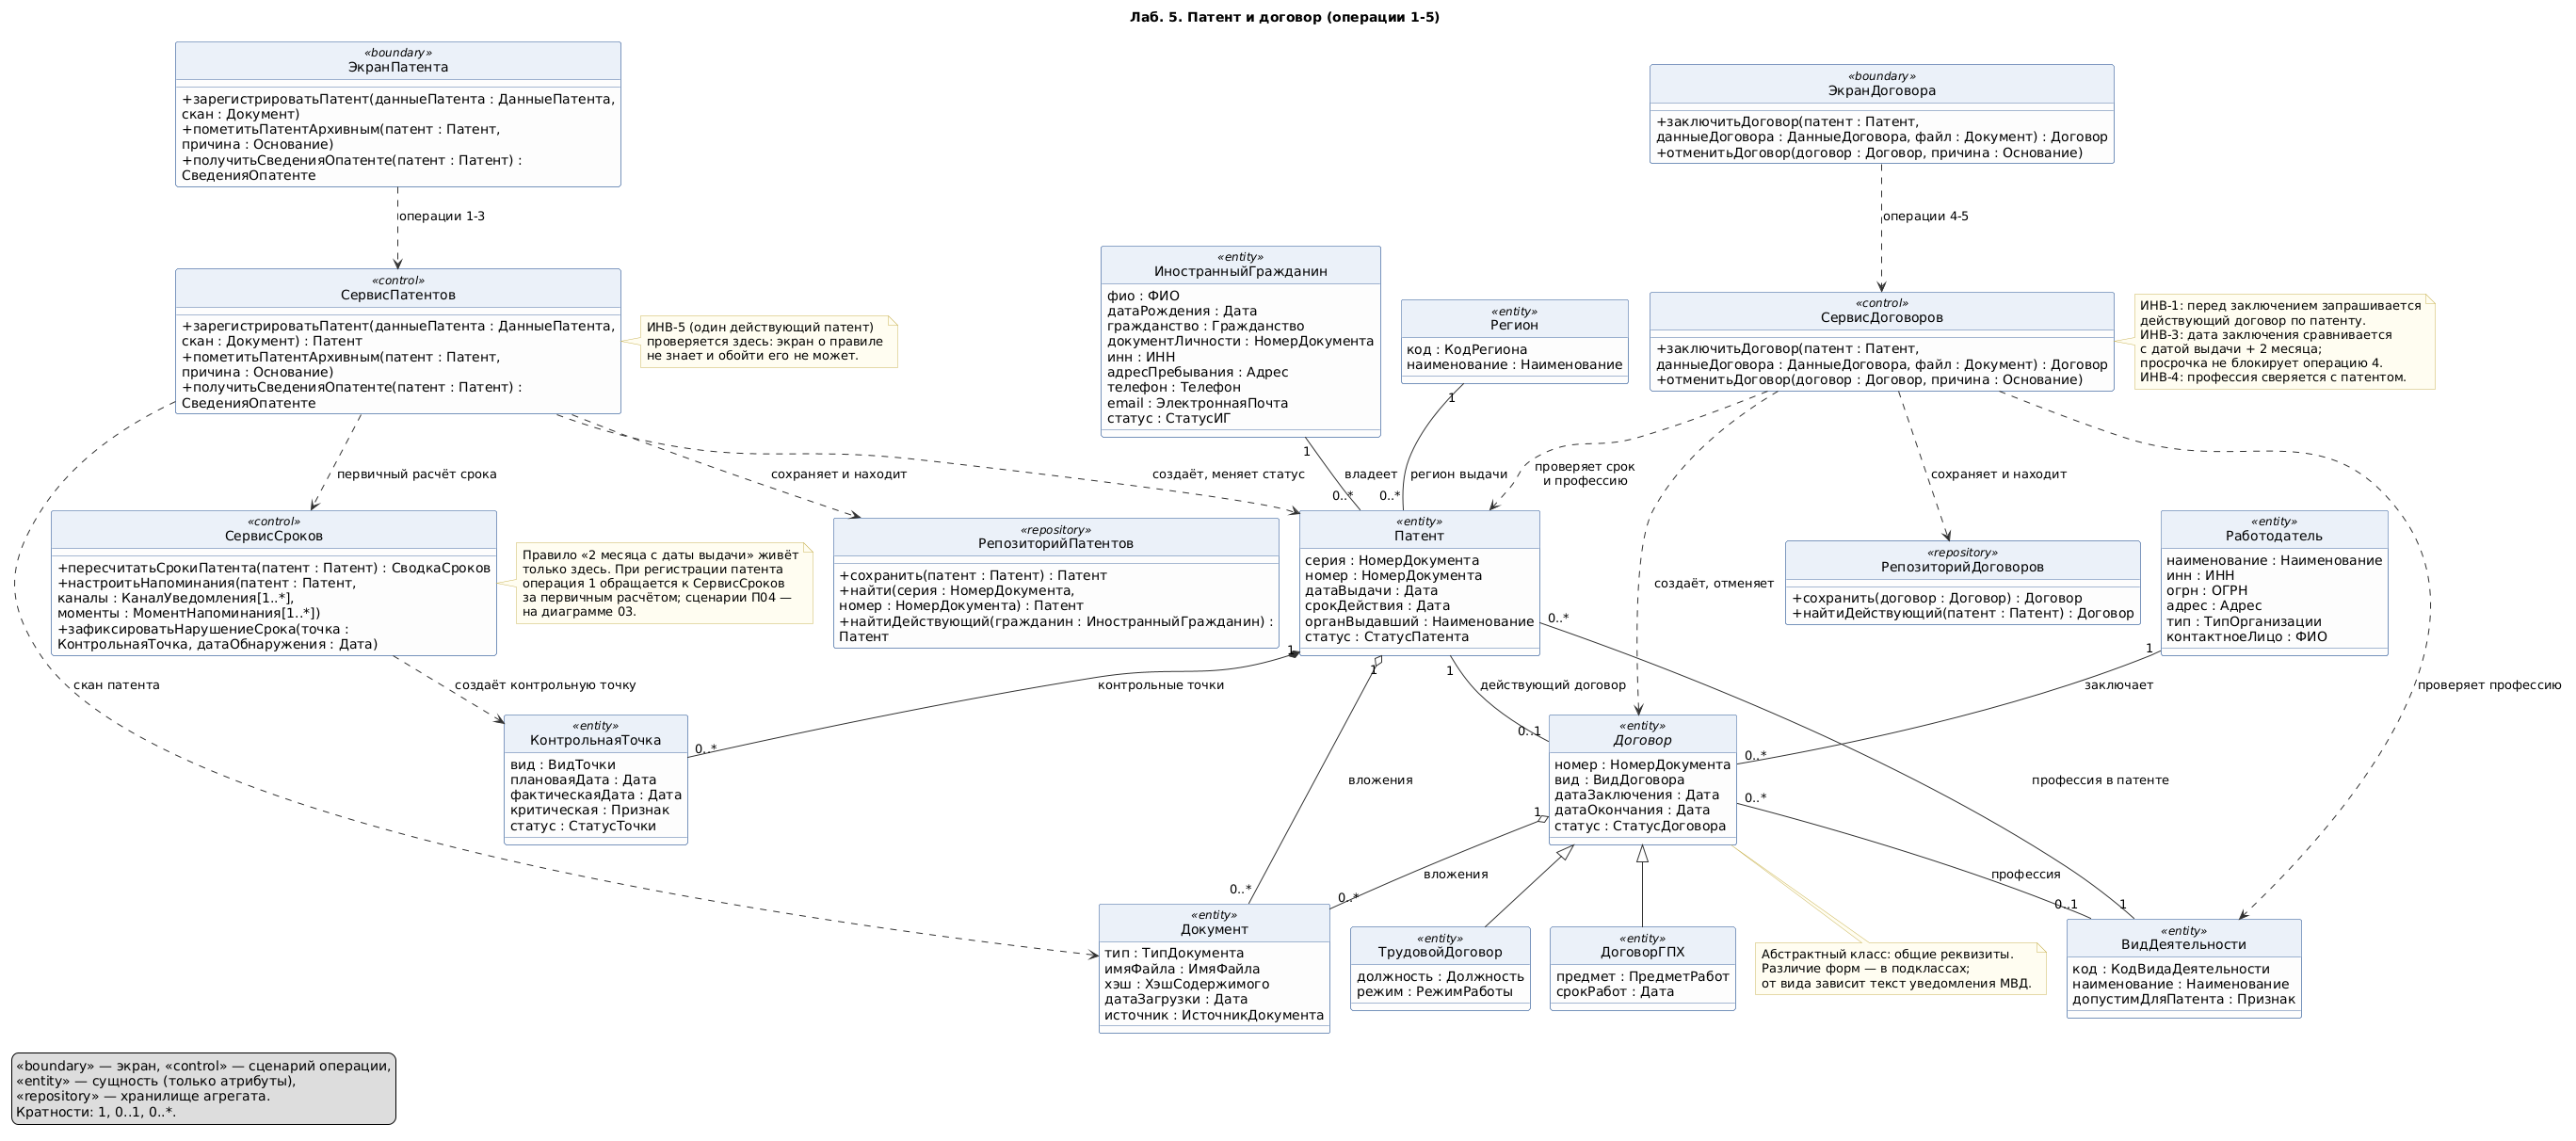 Лаб. 5. Патент и договор (операции 1-5)
«boundary»
ЭкранПатента
+зарегистрироватьПатент(данныеПатента : ДанныеПатента,
скан : Документ)
+пометитьПатентАрхивным(патент : Патент,
причина : Основание)
+получитьСведенияОпатенте(патент : Патент) :
СведенияОпатенте
«boundary»
ЭкранДоговора
+заключитьДоговор(патент : Патент,
данныеДоговора : ДанныеДоговора, файл : Документ) : Договор
+отменитьДоговор(договор : Договор, причина : Основание)
операции 1-3
операции 4-5
«control»
СервисПатентов
+зарегистрироватьПатент(данныеПатента : ДанныеПатента,
скан : Документ) : Патент
+пометитьПатентАрхивным(патент : Патент,
причина : Основание)
+получитьСведенияОпатенте(патент : Патент) :
СведенияОпатенте
ИНВ-5 (один действующий патент)
проверяется здесь: экран о правиле
не знает и обойти его не может.
«entity»
ИностранныйГражданин
фио : ФИО
датаРождения : Дата
гражданство : Гражданство
документЛичности : НомерДокумента
инн : ИНН
адресПребывания : Адрес
телефон : Телефон
email : ЭлектроннаяПочта
статус : СтатусИГ
«entity»
Регион
код : КодРегиона
наименование : Наименование
«control»
СервисДоговоров
+заключитьДоговор(патент : Патент,
данныеДоговора : ДанныеДоговора, файл : Документ) : Договор
+отменитьДоговор(договор : Договор, причина : Основание)
ИНВ-1: перед заключением запрашивается
действующий договор по патенту.
ИНВ-3: дата заключения сравнивается
с датой выдачи + 2 месяца;
просрочка не блокирует операцию 4.
ИНВ-4: профессия сверяется с патентом.
1
1
первичный расчёт срока
сохраняет и находит
создаёт, меняет статус
владеет
регион выдачи
проверяет срок
и профессию
сохраняет и находит
0..*
0..*
«control»
СервисСроков
+пересчитатьСрокиПатента(патент : Патент) : СводкаСроков
+настроитьНапоминания(патент : Патент,
каналы : КаналУведомления[1..*],
моменты : МоментНапоминания[1..*])
+зафиксироватьНарушениеСрока(точка :
КонтрольнаяТочка, датаОбнаружения : Дата)
Правило «2 месяца с даты выдачи» живёт
только здесь. При регистрации патента
операция 1 обращается к СервисСроков
за первичным расчётом; сценарии П04 —
на диаграмме 03.
«repository»
РепозиторийПатентов
+сохранить(патент : Патент) : Патент
+найти(серия : НомерДокумента,
номер : НомерДокумента) : Патент
+найтиДействующий(гражданин : ИностранныйГражданин) :
Патент
«entity»
Патент
серия : НомерДокумента
номер : НомерДокумента
датаВыдачи : Дата
срокДействия : Дата
органВыдавший : Наименование
статус : СтатусПатента
создаёт, отменяет
«repository»
РепозиторийДоговоров
+сохранить(договор : Договор) : Договор
+найтиДействующий(патент : Патент) : Договор
«entity»
Работодатель
наименование : Наименование
инн : ИНН
огрн : ОГРН
адрес : Адрес
тип : ТипОрганизации
контактноеЛицо : ФИО
0..*
1
1
1
1
скан патента
создаёт контрольную точку
контрольные точки
действующий договор
заключает
проверяет профессию
«entity»
КонтрольнаяТочка
вид : ВидТочки
плановаяДата : Дата
фактическаяДата : Дата
критическая : Признак
статус : СтатусТочки
0..*
вложения
0..1
«entity»
Договор
номер : НомерДокумента
вид : ВидДоговора
датаЗаключения : Дата
датаОкончания : Дата
статус : СтатусДоговора
0..*
0..*
профессия в патенте
1
вложения
профессия
0..*
0..*
0..1
1
«entity»
Документ
тип : ТипДокумента
имяФайла : ИмяФайла
хэш : ХэшСодержимого
датаЗагрузки : Дата
источник : ИсточникДокумента
«entity»
ТрудовойДоговор
должность : Должность
режим : РежимРаботы
«entity»
ДоговорГПХ
предмет : ПредметРабот
срокРабот : Дата
Абстрактный класс: общие реквизиты.
Различие форм — в подклассах;
от вида зависит текст уведомления МВД.
«entity»
ВидДеятельности
код : КодВидаДеятельности
наименование : Наименование
допустимДляПатента : Признак
«boundary» — экран, «control» — сценарий операции,
«entity» — сущность (только атрибуты),
«repository» — хранилище агрегата.
Кратности: 1, 0..1, 0..*.